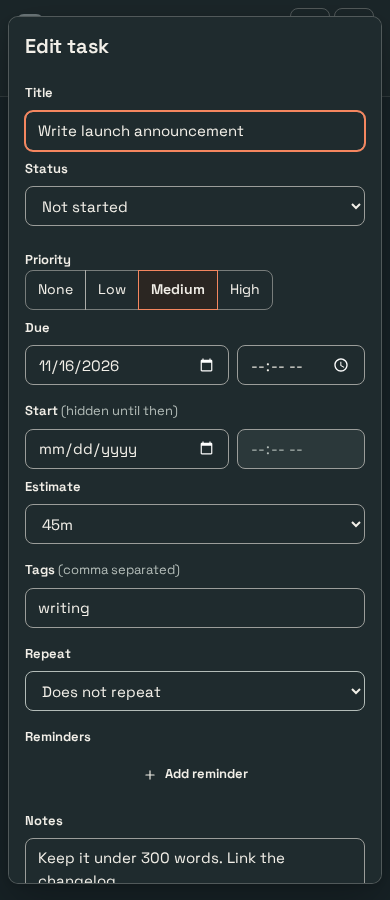 Edit task
Title
Write launch announcement
Status
Not started
Priority
None Low Medium High
Due
11/16/2026 --:-- --
Start (hidden until then)
mm/dd/yyyy --:-- --
Estimate
45m
Tags (comma separated)
writing
Repeat
Does not repeat
Reminders
+ Add reminder
Notes
Keep it under 300 words. Link the
changelog